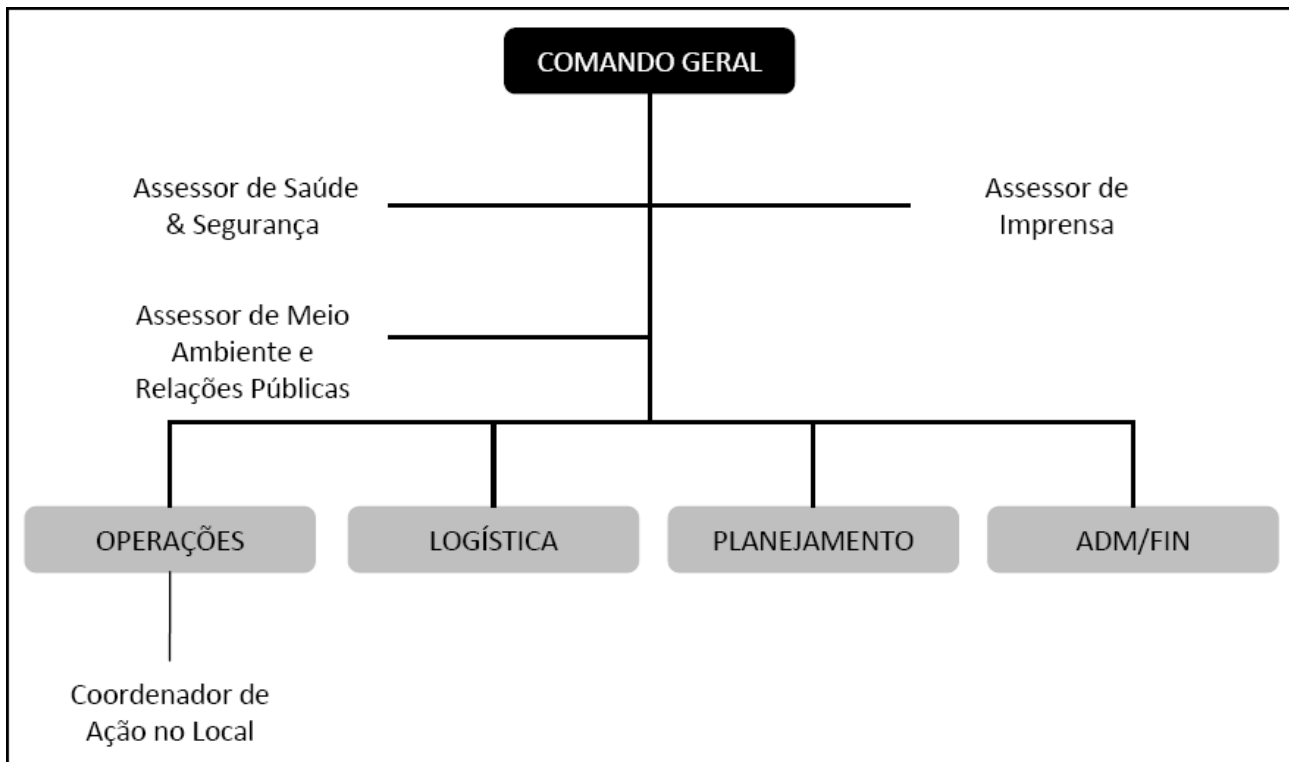 COMANDO GERAL
Assessor de Saúde
& Segurança
Assessor de
Imprensa
Assessor de Meio
Ambiente e
Relações Públicas
OPERAÇÕES
LOGÍSTICA
PLANEJAMENTO
ADM/FIN
Coordenador de
Ação no Local